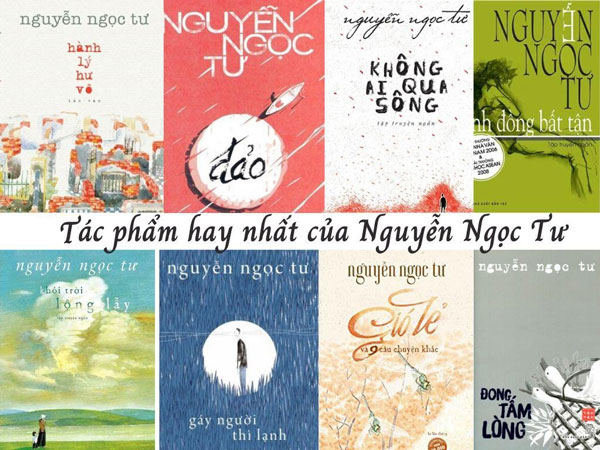 nguyễn ngọc tư
hành
lý hư
vô
tản văn
NGUYỄN
NGỌC
TƯ
đảo
nguyễn ngọc tư
KHÔNG
AI QUA
SÔNG
tập truyện ngắn
NGUYỄN
NGỌC
TƯ
nh đồng bất tận
Tập truyện ngắn
Tác phẩm hay nhất của Nguyễn Ngọc Tư
nguyễn ngọc tư
khói trời
lộng lẫy
tập truyện ngắn
nguyễn ngọc tư
gáy người
thì lạnh
nguyễn ngọc tư
Gió lẻ
và 9 câu chuyện khác
nguyễn ngọc tư
ĐONG
TẤM
LÒNG